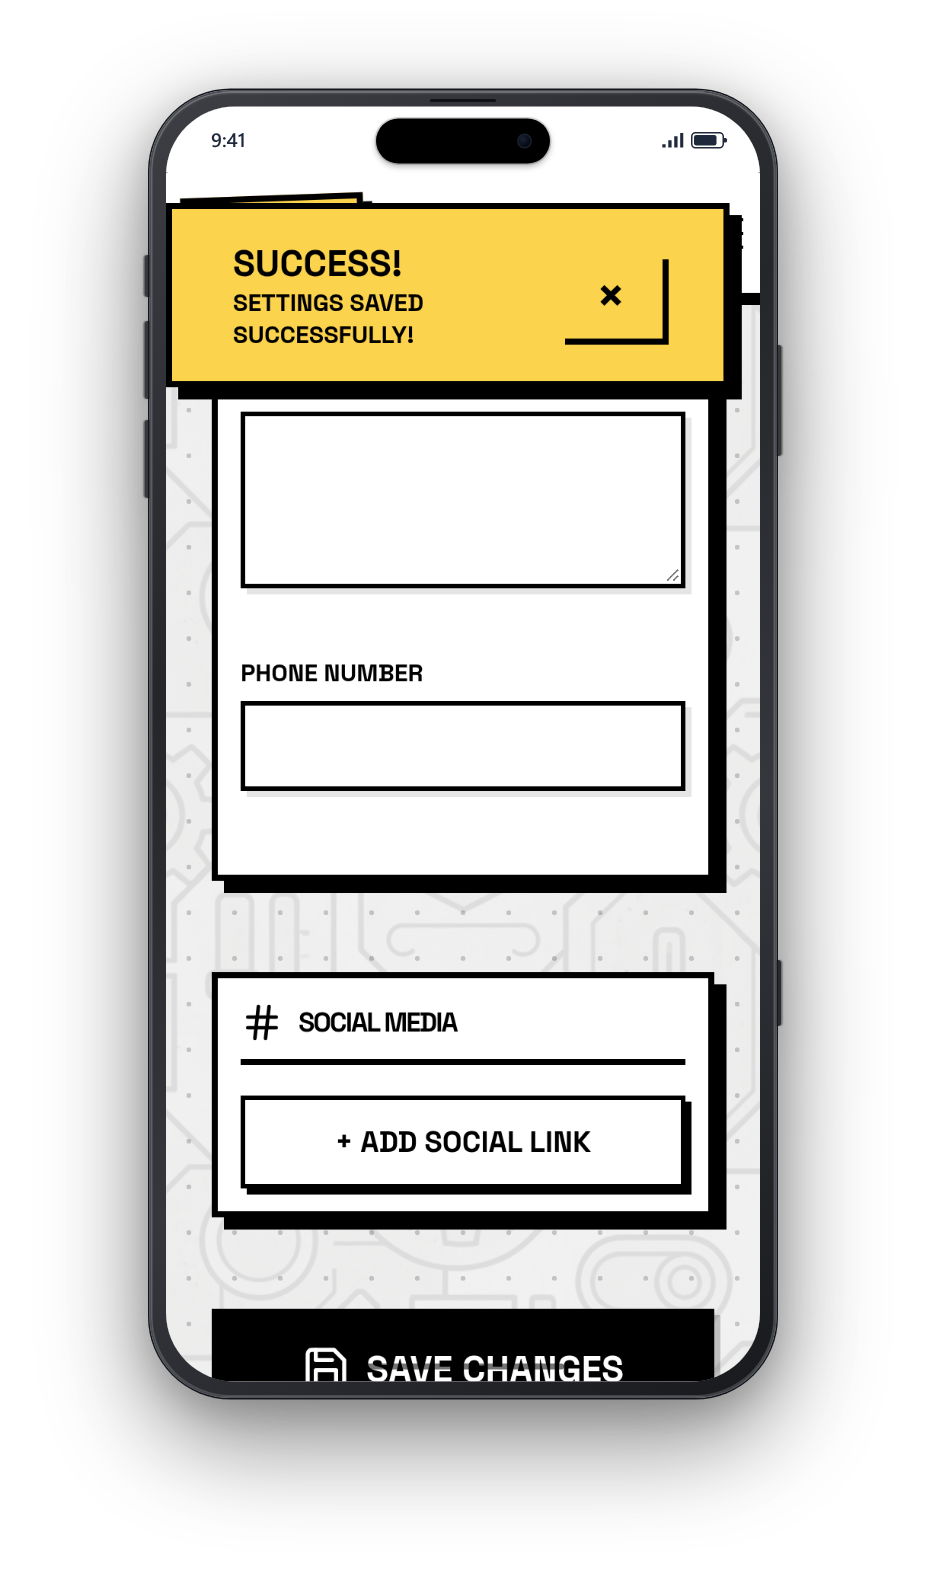 9:41
SUCCESS!
SETTINGS SAVED
SUCCESSFULLY!
×
PHONE NUMBER
# SOCIAL MEDIA
+ ADD SOCIAL LINK
SAVE CHANGES